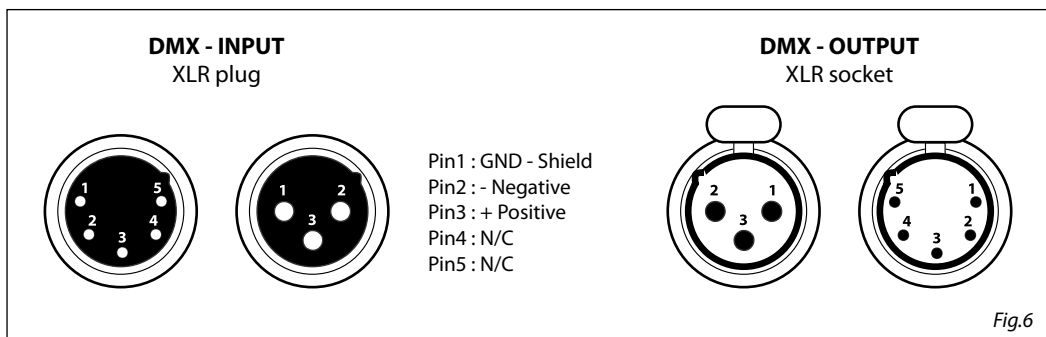 DMX - INPUT
XLR plug
1 5
2 4
3
1 2
3
Pin1 : GND - Shield
Pin2 : - Negative
Pin3 : + Positive
Pin4 : N/C
Pin5 : N/C
DMX - OUTPUT
XLR socket
2 1
3
5 1
4 2
3
Fig.6